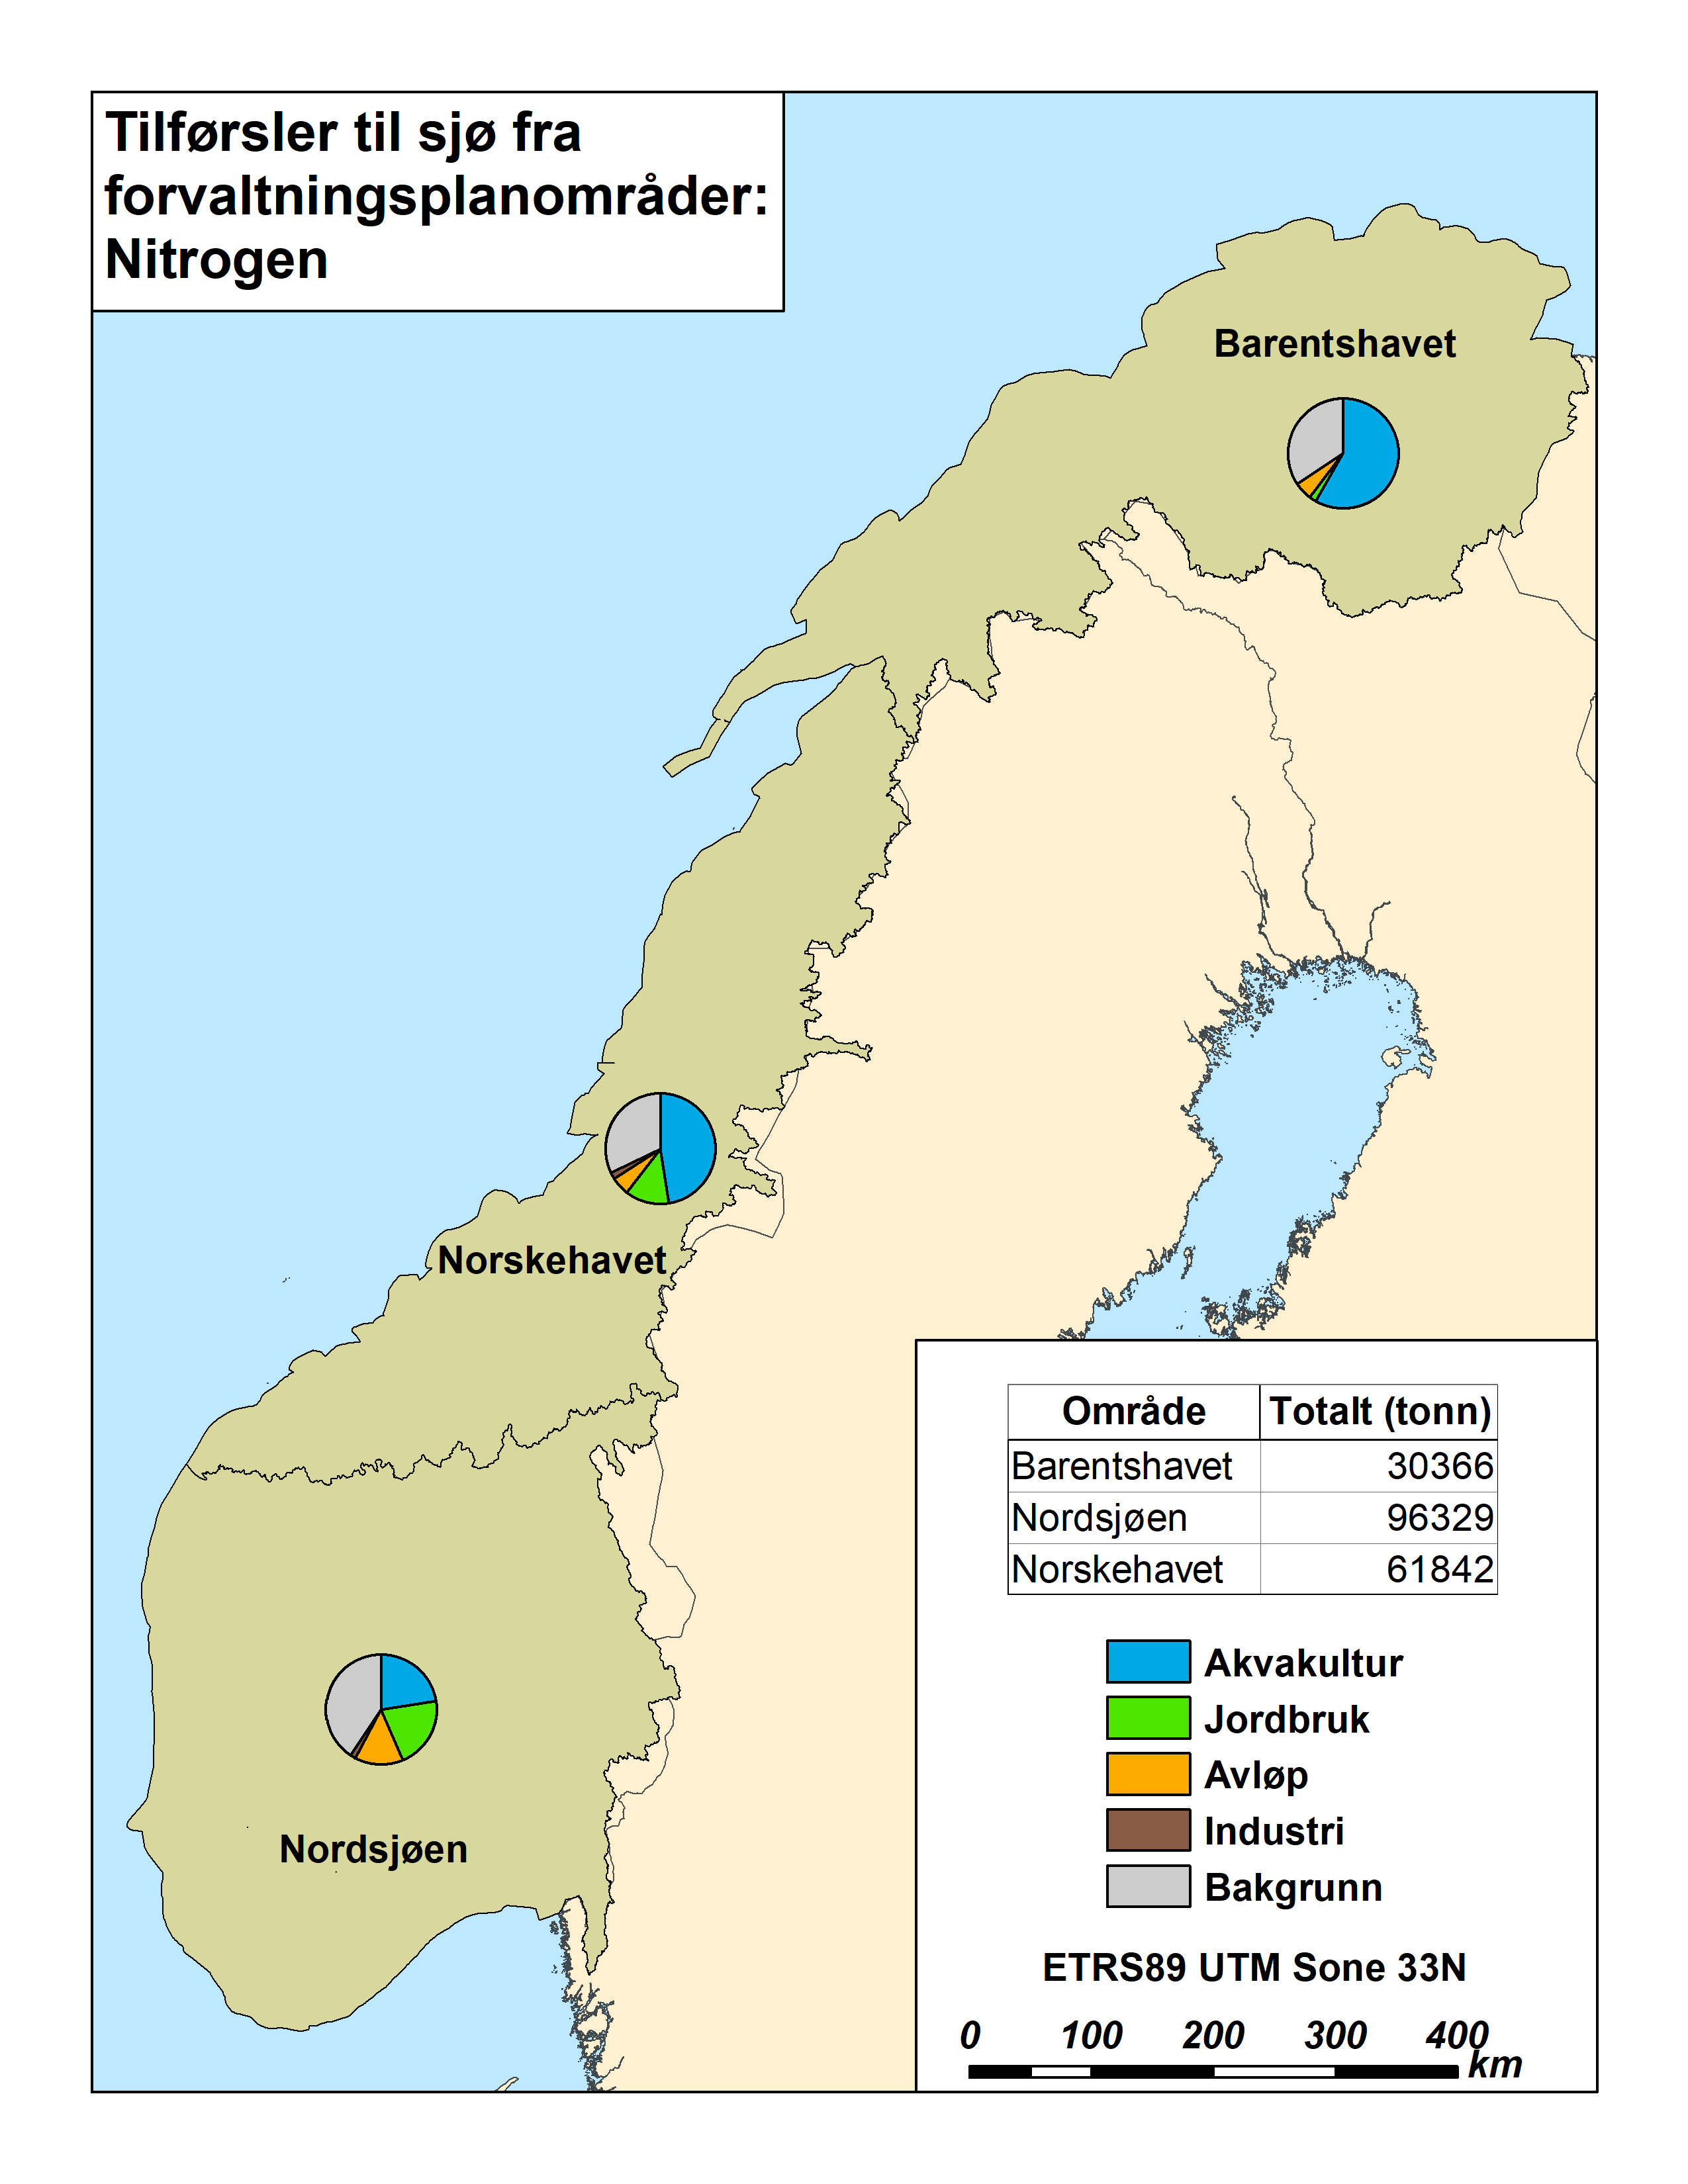 Tilførsler til sjø fra
forvaltningsplanområder:
Nitrogen
Barentshavet
Norskehavet
Nordsjøen
Område Totalt (tonn)
Barentshavet 30366
Nordsjøen 96329
Norskehavet 61842
Akvakultur
Jordbruk
Avløp
Industri
Bakgrunn
ETRS89 UTM Sone 33N
0 100 200 300 400
km